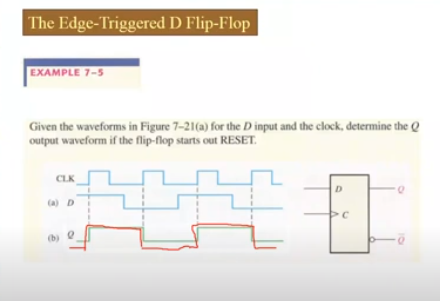 The Edge-Triggered D Flip-Flop
EXAMPLE 7–5
Given the waveforms in Figure 7–21(a) for the D input and the clock, determine the Q
output waveform if the flip-flop starts out RESET.
CLK
(a) D
(b) Q
D
Q
C
Q̅